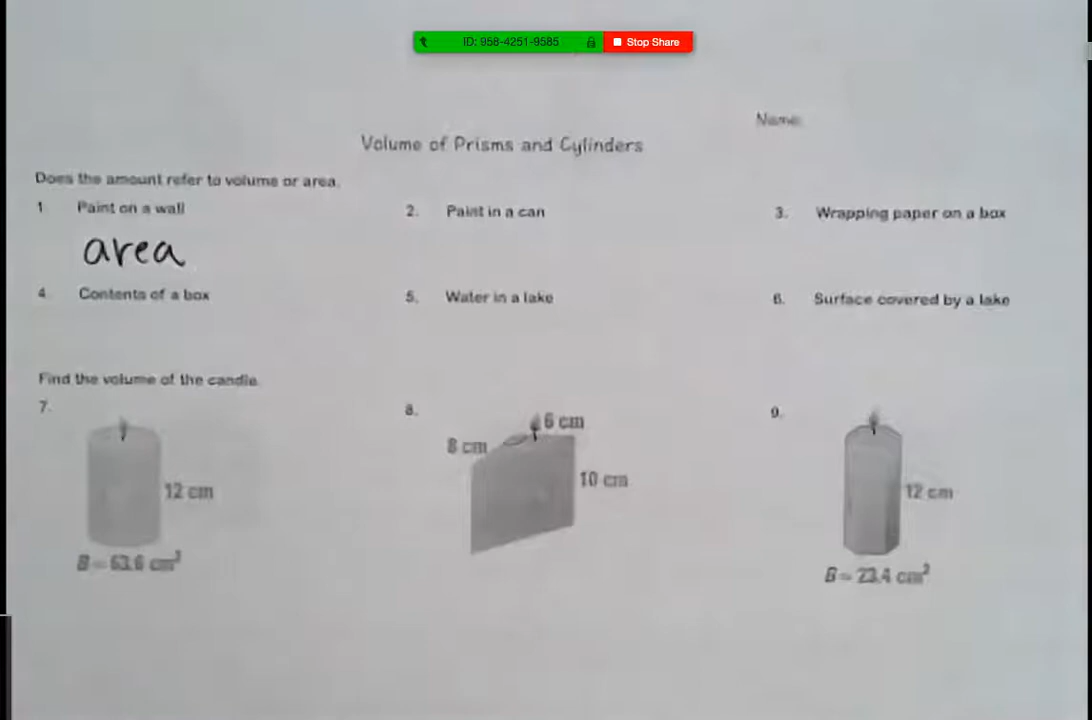 ID: 958-4251-9585
Stop Share
Name:
Volume of Prisms and Cylinders
Does the amount refer to volume or area.
1. Paint on a wall
2. Paint in a can
3. Wrapping paper on a box
area
4. Contents of a box
5. Water in a lake
6. Surface covered by a lake
Find the volume of the candle.
7.
8.
9.
6 cm
8 cm
10 cm
12 cm
12 cm
B = 63.6 cm²
B = 23.4 cm²